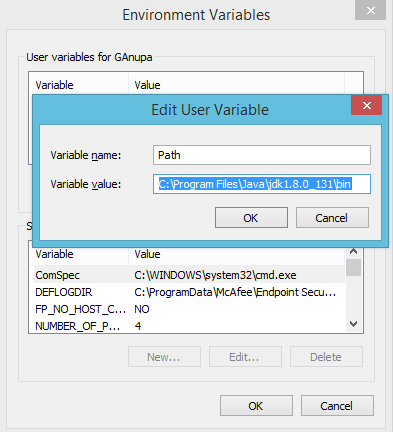 Environment Variables
User variables for GAnupa
Variable Value
Edit User Variable
Variable name: Path
Variable value: C:\Program Files\Java\jdk1.8.0_131\bin
OK Cancel
S
Variable Value
ComSpec C:\WINDOWS\system32\cmd.exe
DEFLOGDIR C:\ProgramData\McAfee\Endpoint Secu...
FP_NO_HOST_C... NO
NUMBER_OF_P... 4
New... Edit... Delete
OK Cancel